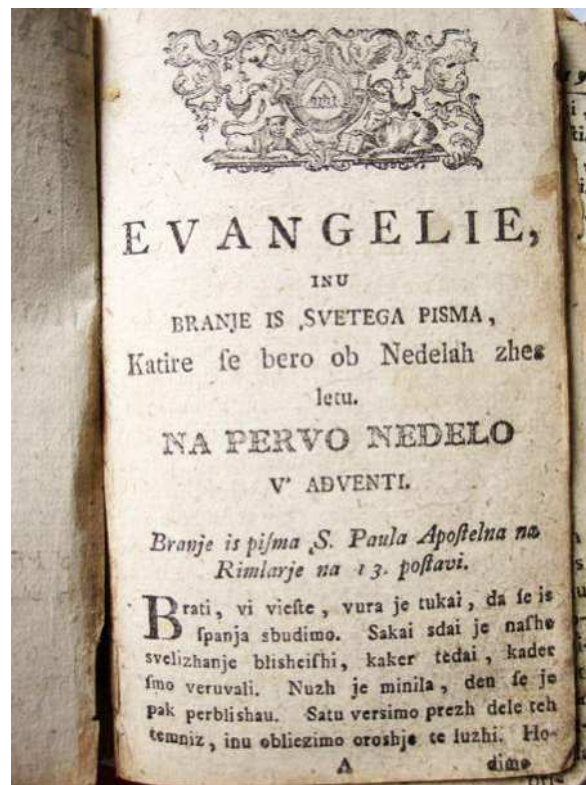 EVANGELIE,
INU
BRANJE IS ,SVETEGA PISMA,
Katire ſe bero ob Nedelah zhes
letu.
NA PERVO NEDELO
V' ADVENTI.
Branje is piſma ,S. Paula Apoſtelna na
Rimlarje na 13. poſtavi.
Brati, vi vieſte, vura je tukai, da ſe is
ſpanja sbudimo. Sakai sdai je naſhe
svelizhanje blisheiſhi, kaker tedai, kader
ſmo veruvali. Nuzh je minila, den ſe je
pak perblishau. Satu versimo prezh dele teh
temniz, inu obliezimo oroshje te luzhi. Ho-
A
dimo